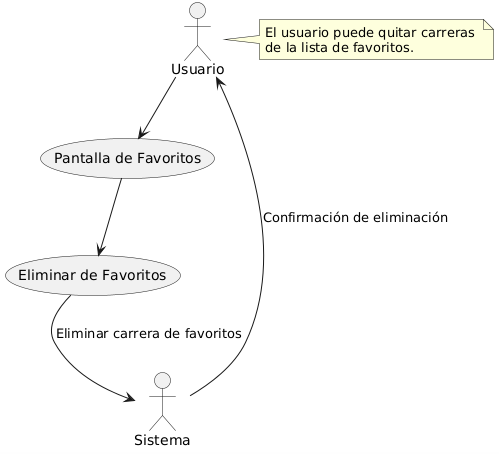 El usuario puede quitar carreras
de la lista de favoritos.
Usuario
Pantalla de Favoritos
Confirmación de eliminación
Eliminar de Favoritos
Eliminar carrera de favoritos
Sistema